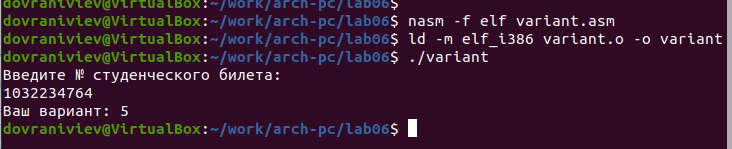 dovraniviev@VirtualBox:~/work/arch-pc/lab06$
dovraniviev@VirtualBox:~/work/arch-pc/lab06$ nasm -f elf variant.asm
dovraniviev@VirtualBox:~/work/arch-pc/lab06$ ld -m elf_i386 variant.o -o variant
dovraniviev@VirtualBox:~/work/arch-pc/lab06$ ./variant
Введите № студенческого билета:
1032234764
Ваш вариант: 5
dovraniviev@VirtualBox:~/work/arch-pc/lab06$